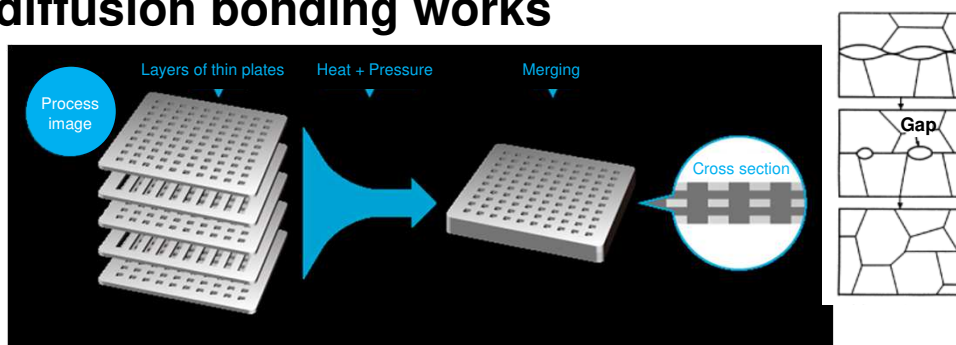 diffusion bonding works
Layers of thin plates
Heat + Pressure
Merging
Process
image
Cross section
Gap